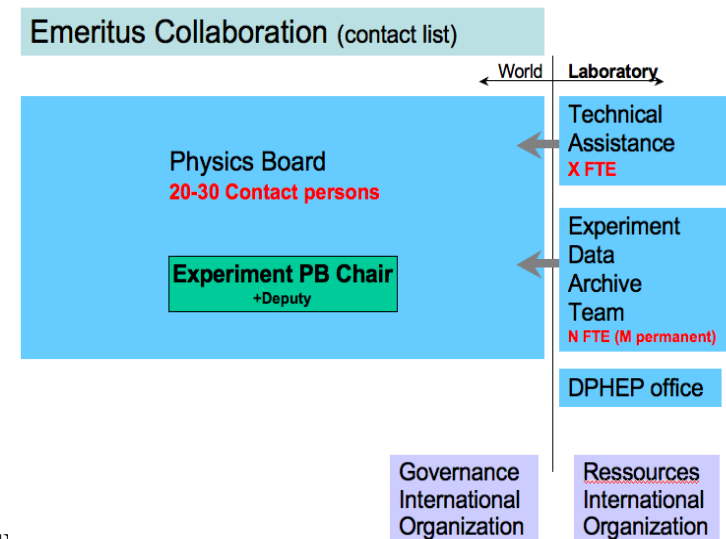 Emeritus Collaboration (contact list)
World
Laboratory
Physics Board
20-30 Contact persons
Experiment PB Chair
+Deputy
Technical
Assistance
X FTE
Experiment
Data
Archive
Team
N FTE (M permanent)
DPHEP office
Governance
International
Organization
Ressources
International
Organization